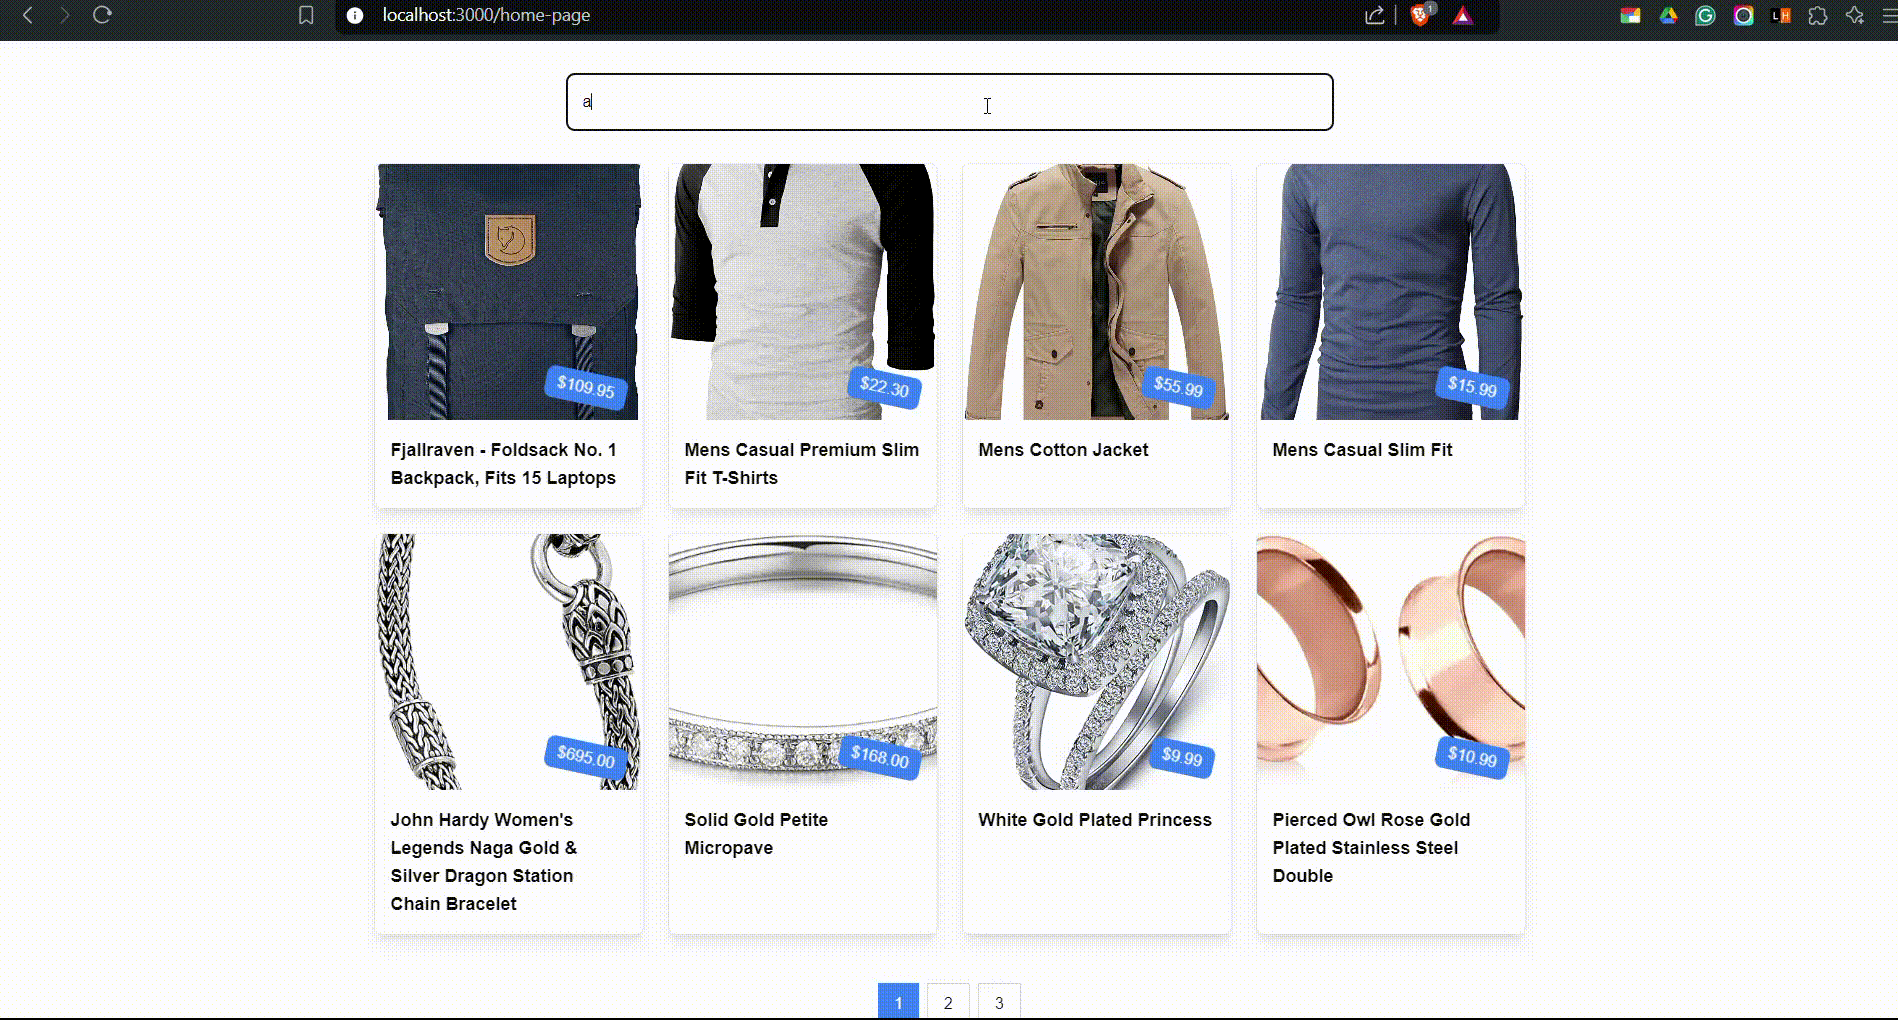 localhost:3000/home-page
1
LH
a
$109.95
$22.30
$55.99
$15.99
Fjallraven - Foldsack No. 1
Backpack, Fits 15 Laptops
Mens Casual Premium Slim
Fit T-Shirts
Mens Cotton Jacket
Mens Casual Slim Fit
$695.00
$168.00
$9.99
$10.99
John Hardy Women's
Legends Naga Gold &
Silver Dragon Station
Chain Bracelet
Solid Gold Petite
Micropave
White Gold Plated Princess
Pierced Owl Rose Gold
Plated Stainless Steel
Double
1 2 3